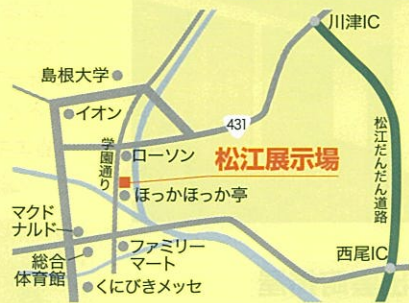 川津IC
島根大学
イオン
431
学園通り
ローソン
松江展示場
松江だんだん道路
ほっかほっか亭
マクド
ナルド
総合
体育館
ファミリー
マート
西尾IC
くにびきメッセ